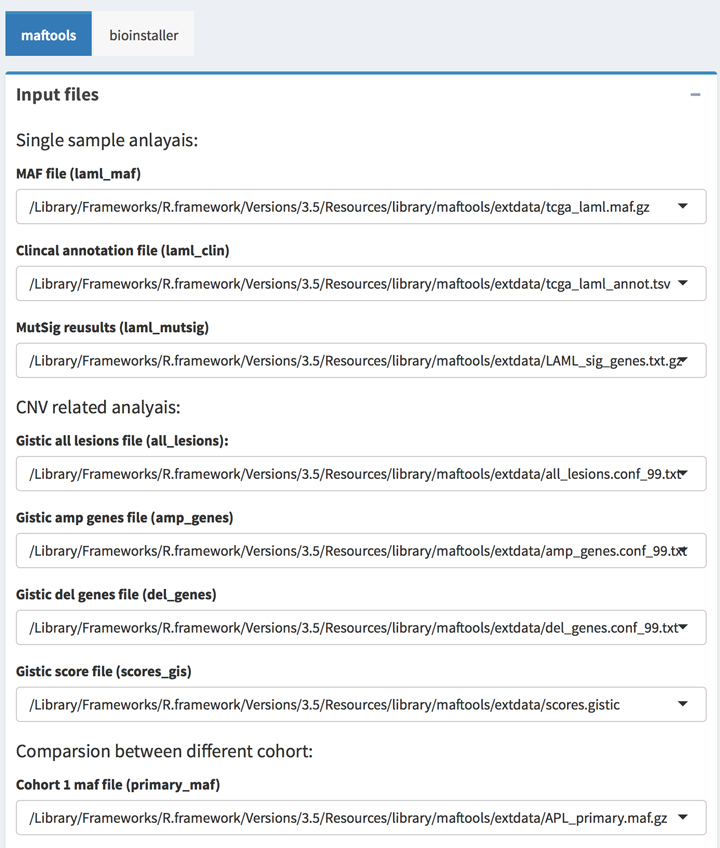 maftools bioinstaller
Input files
Single sample anlayais:
MAF file (laml_maf)
/Library/Frameworks/R.framework/Versions/3.5/Resources/library/maftools/extdata/tcga_laml.maf.gz
Clincal annotation file (laml_clin)
/Library/Frameworks/R.framework/Versions/3.5/Resources/library/maftools/extdata/tcga_laml_annot.tsv
MutSig reusults (laml_mutsig)
/Library/Frameworks/R.framework/Versions/3.5/Resources/library/maftools/extdata/LAML_sig_genes.txt.gz
CNV related analyais:
Gistic all lesions file (all_lesions):
/Library/Frameworks/R.framework/Versions/3.5/Resources/library/maftools/extdata/all_lesions.conf_99.txt
Gistic amp genes file (amp_genes)
/Library/Frameworks/R.framework/Versions/3.5/Resources/library/maftools/extdata/amp_genes.conf_99.txt
Gistic del genes file (del_genes)
/Library/Frameworks/R.framework/Versions/3.5/Resources/library/maftools/extdata/del_genes.conf_99.txt
Gistic score file (scores_gis)
/Library/Frameworks/R.framework/Versions/3.5/Resources/library/maftools/extdata/scores.gistic
Comparsion between different cohort:
Cohort 1 maf file (primary_maf)
/Library/Frameworks/R.framework/Versions/3.5/Resources/library/maftools/extdata/APL_primary.maf.gz